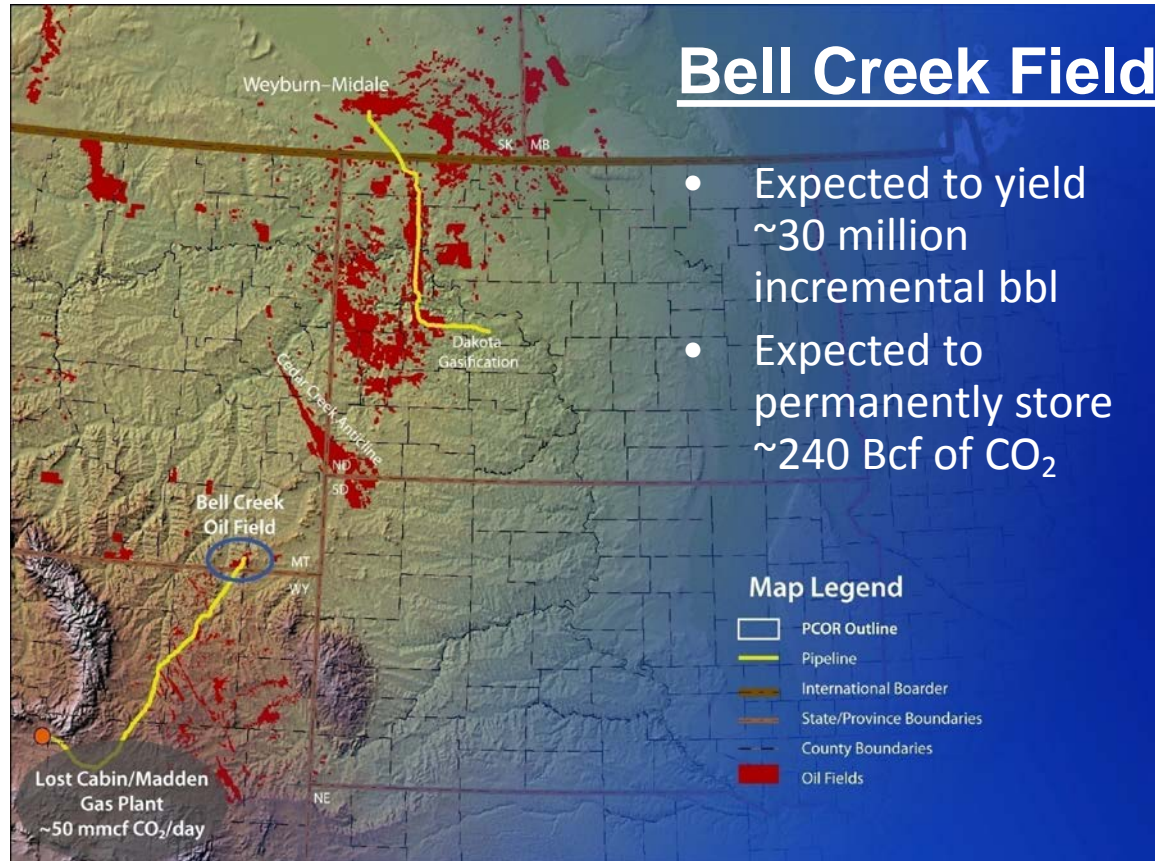 Bell Creek Field
• Expected to yield
~30 million
incremental bbl
• Expected to
permanently store
~240 Bcf of CO₂
Weyburn–Midale
SK MB
Dakota
Gasification
Cedar Creek Anticline
ND
SD
Bell Creek
Oil Field
MT
WY
Lost Cabin/Madden
Gas Plant
~50 mmcf CO₂/day
NE
Map Legend
PCOR Outline
Pipeline
International Boarder
State/Province Boundaries
County Boundaries
Oil Fields